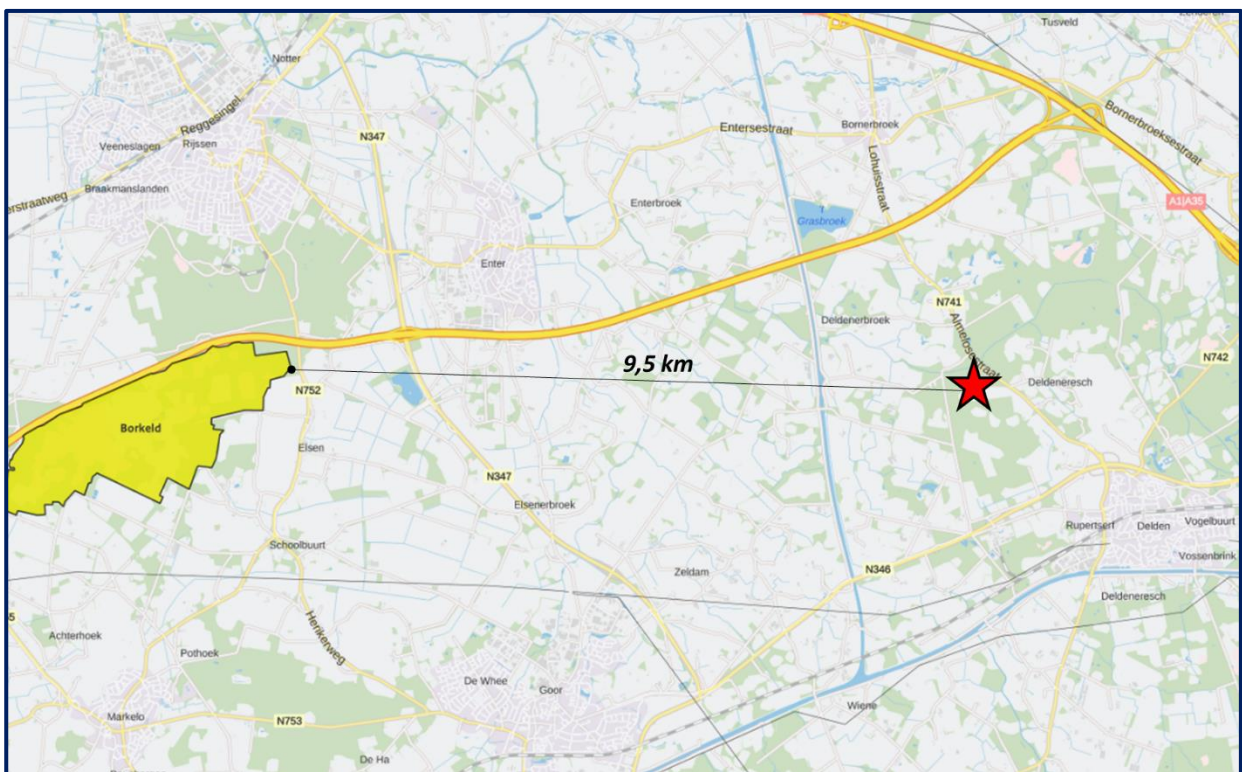 Tusveld
Notter
Reggesingel
N347
Entersestraat
Bornerbroek
Bornerbroeksestraat
Veeneslagen
Rijssen
Lohuisstraat
Braakmanslanden
erstraatweg
Enterbroek
A1|A35
Grasbroek
Enter
N741
Deldenerbroek
Almelosestraat
N742
9,5 km
Deldeneresch
N752
Borkeld
Elsen
N347
Elsenerbroek
Rupertserf
Delden
Vogelbuurt
Schoolbuurt
Vossenbrink
Zeldam
N346
Deldeneresch
Achterhoek
Herikerweg
Pothoek
De Whee
Goor
Wiene
Markelo
N753
De Ha